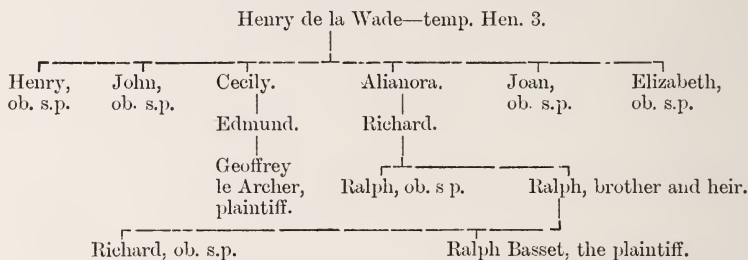 Henry de la Wade—temp. Hen. 3.
Henry, John, Cecily. Alianora. Joan, Elizabeth,
ob. s.p. ob. s.p. ob. s.p. ob. s.p.
Edmund. Richard.
Geoffrey
le Archer, Ralph, ob. s p. Ralph, brother and heir.
plaintiff.
Richard, ob. s.p. Ralph Basset, the plaintiff.